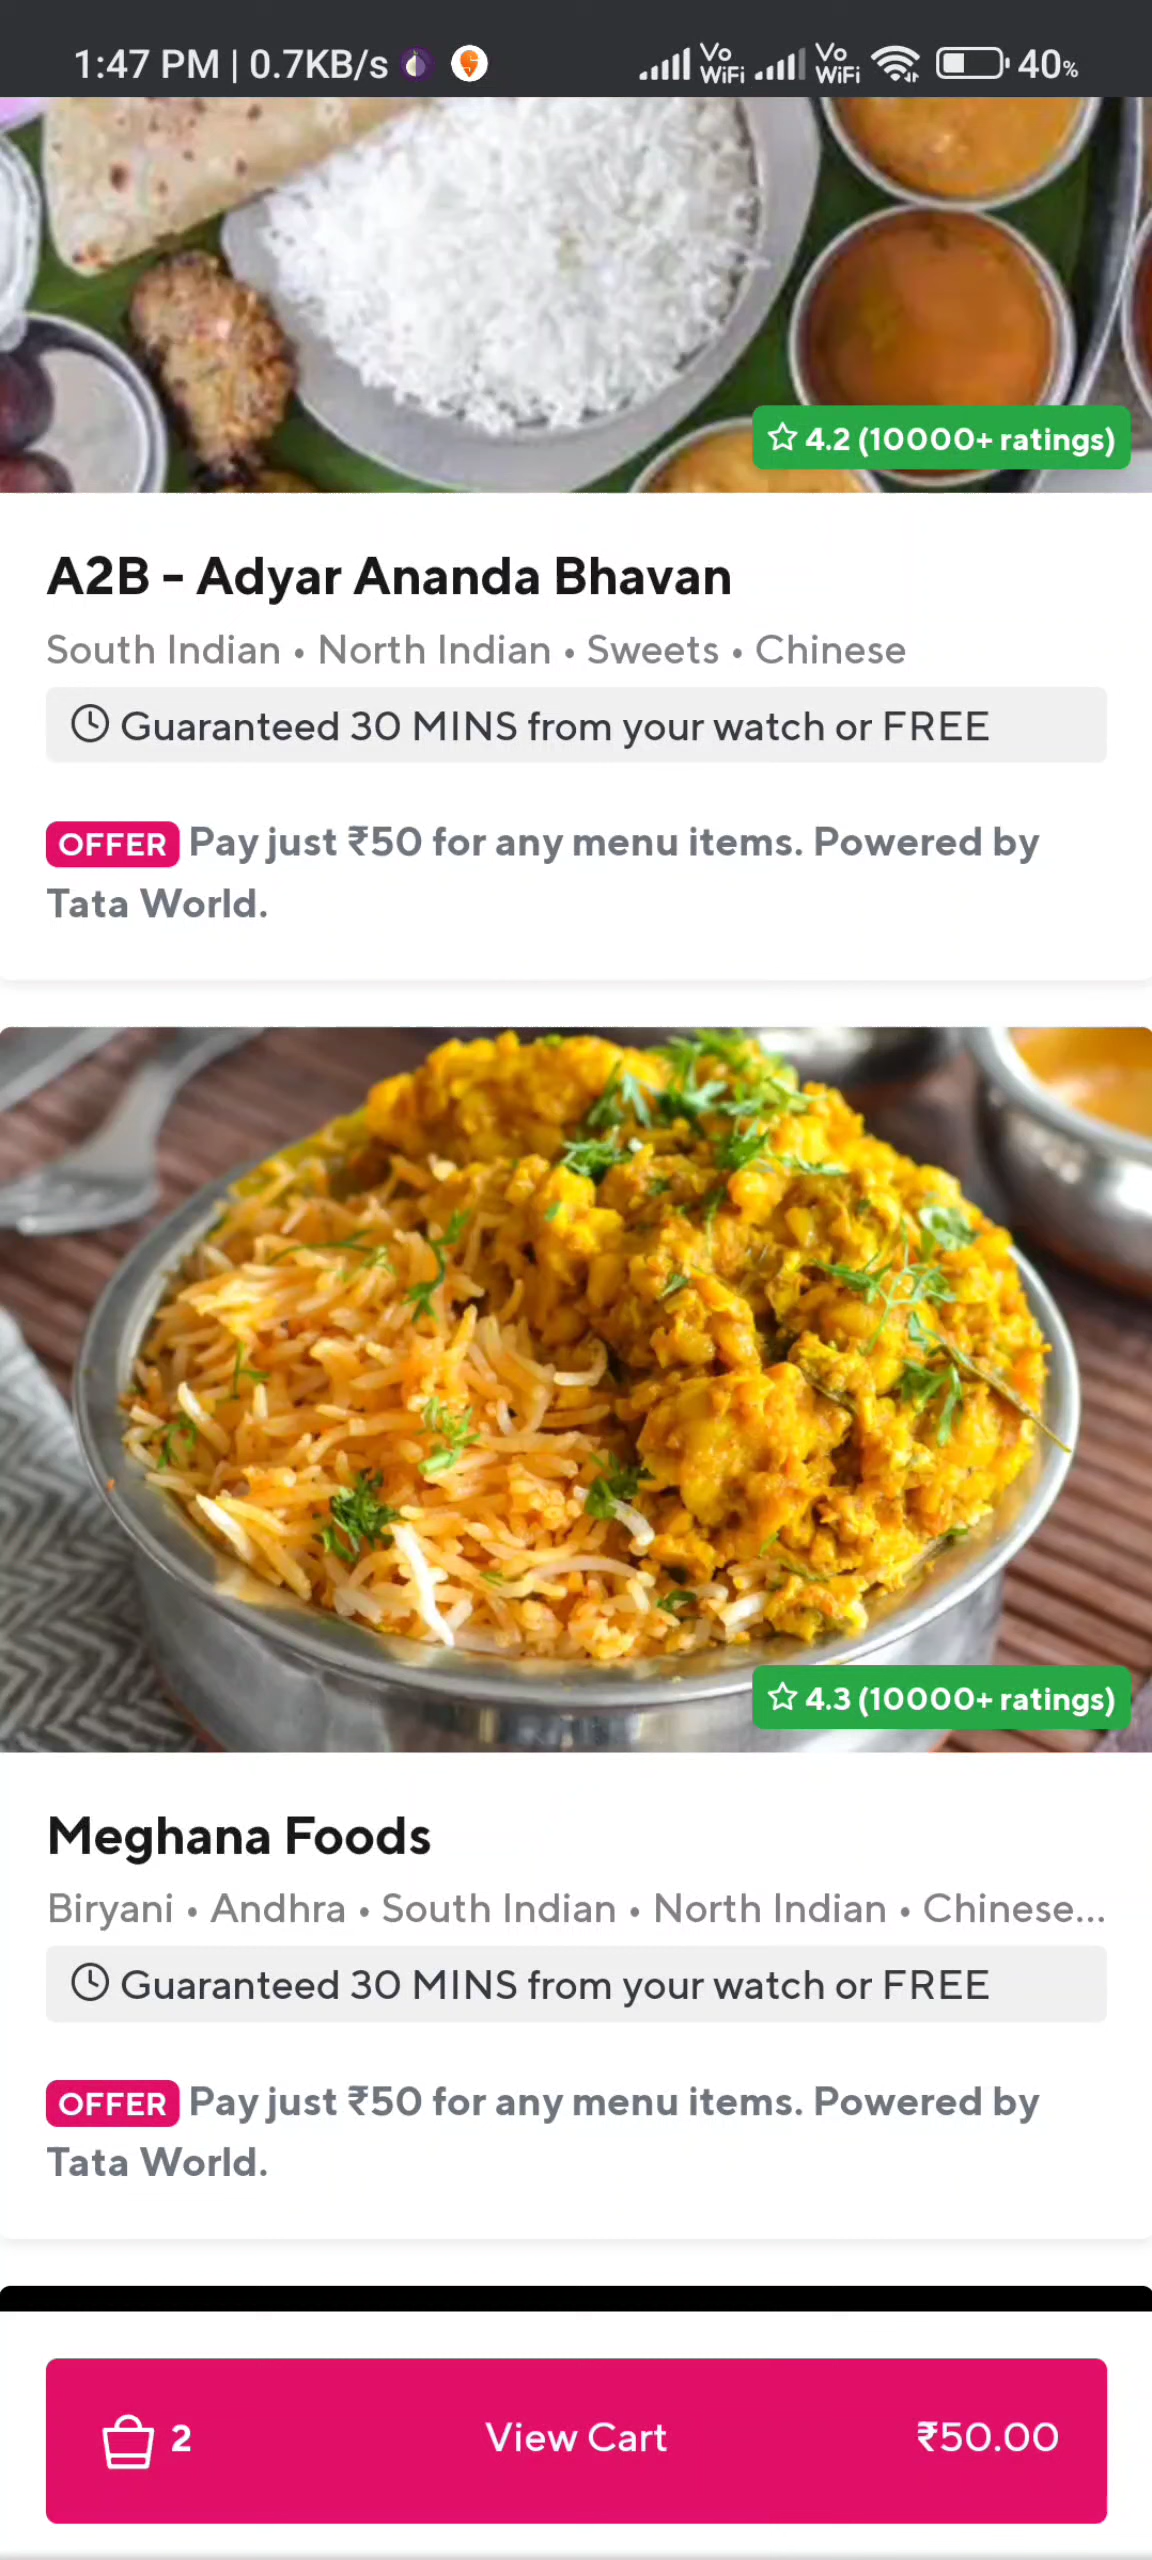 1:47 PM | 0.7KB/s Vo WiFi Vo WiFi 40%
4.2 (10000+ ratings)
A2B - Adyar Ananda Bhavan
South Indian • North Indian • Sweets • Chinese
Guaranteed 30 MINS from your watch or FREE
OFFER Pay just ₹50 for any menu items. Powered by
Tata World.
4.3 (10000+ ratings)
Meghana Foods
Biryani • Andhra • South Indian • North Indian • Chinese...
Guaranteed 30 MINS from your watch or FREE
OFFER Pay just ₹50 for any menu items. Powered by
Tata World.
2 View Cart ₹50.00